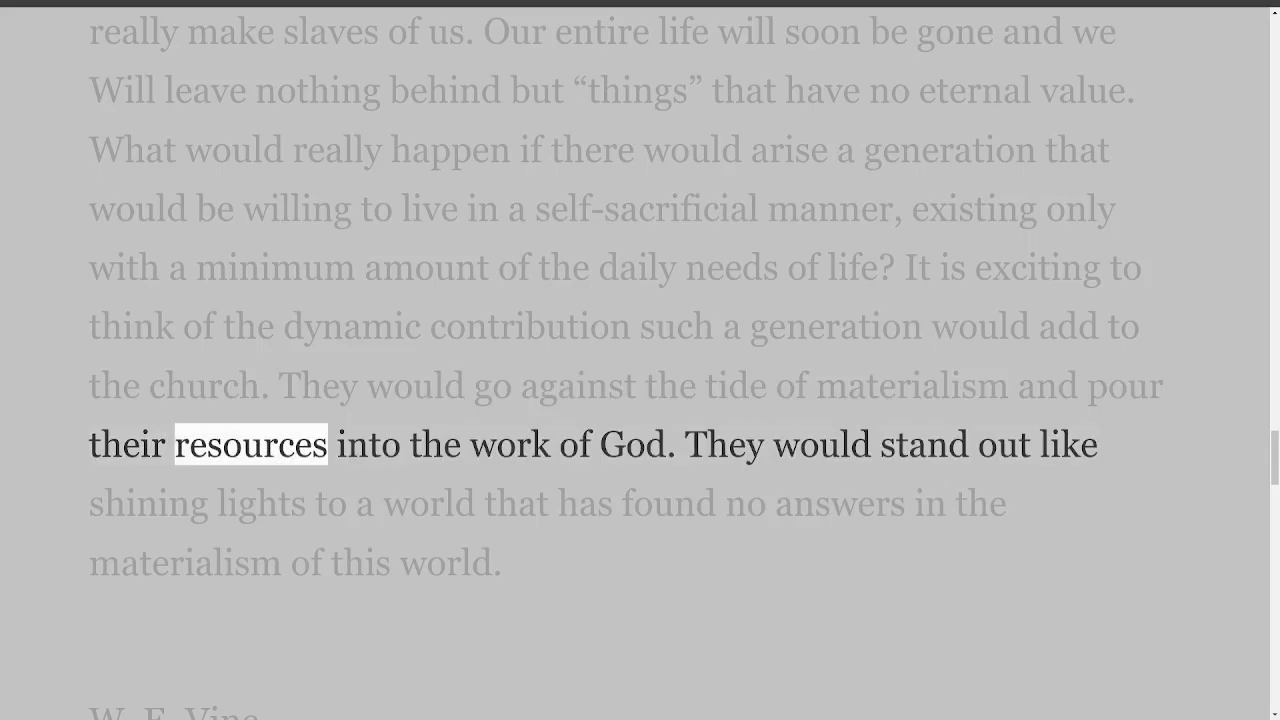 really make slaves of us. Our entire life will soon be gone and we
Will leave nothing behind but “things” that have no eternal value.
What would really happen if there would arise a generation that
would be willing to live in a self-sacrificial manner, existing only
with a minimum amount of the daily needs of life? It is exciting to
think of the dynamic contribution such a generation would add to
the church. They would go against the tide of materialism and pour
their resources into the work of God. They would stand out like
shining lights to a world that has found no answers in the
materialism of this world.
W. E. Vine